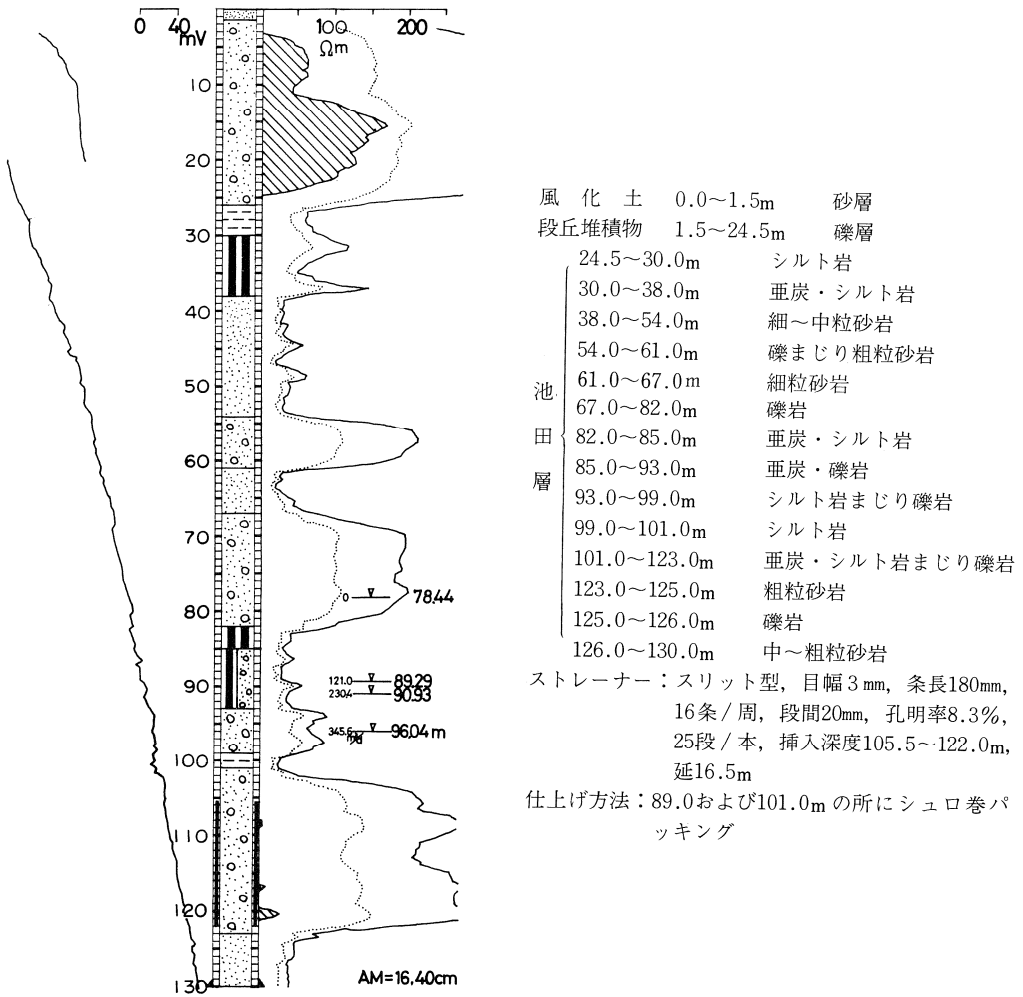 0 40
mV
100
Ωm
200
10
20
30
40
50
60
70
80
90
100
110
120
130
0 78.44
121.0 89.29
230.4 90.93
345.6 96.04m
AM=16.40cm
風化土 0.0～1.5m 砂層
段丘堆積物 1.5～24.5m 礫層
池田層
24.5～30.0m シルト岩
30.0～38.0m 亜炭・シルト岩
38.0～54.0m 細～中粒砂岩
54.0～61.0m 礫まじり粗粒砂岩
61.0～67.0m 細粒砂岩
67.0～82.0m 礫岩
82.0～85.0m 亜炭・シルト岩
85.0～93.0m 亜炭・礫岩
93.0～99.0m シルト岩まじり礫岩
99.0～101.0m シルト岩
101.0～123.0m 亜炭・シルト岩まじり礫岩
123.0～125.0m 粗粒砂岩
125.0～126.0m 礫岩
126.0～130.0m 中～粗粒砂岩
ストレーナー：スリット型，目幅3mm，条長180mm，
16条/周，段間20mm，孔明率8.3%，
25段/本，挿入深度105.5～122.0m，
延16.5m
仕上げ方法：89.0および101.0mの所にシュロ巻パ
ッキング